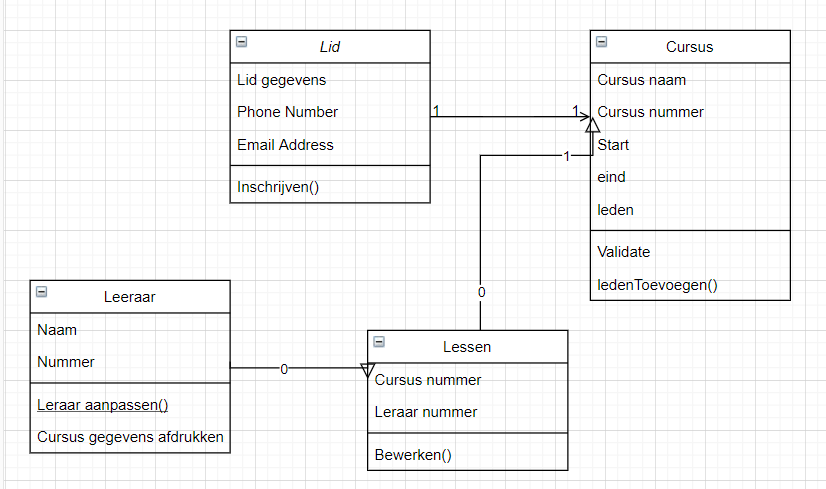 Lid
Lid gegevens
Phone Number
Email Address
Inschrijven()
1
1
Cursus
Cursus naam
Cursus nummer
Start
eind
leden
Validate
ledenToevoegen()
1
0
Leeraar
Naam
Nummer
Leraar aanpassen()
Cursus gegevens afdrukken
0
Lessen
Cursus nummer
Leraar nummer
Bewerken()